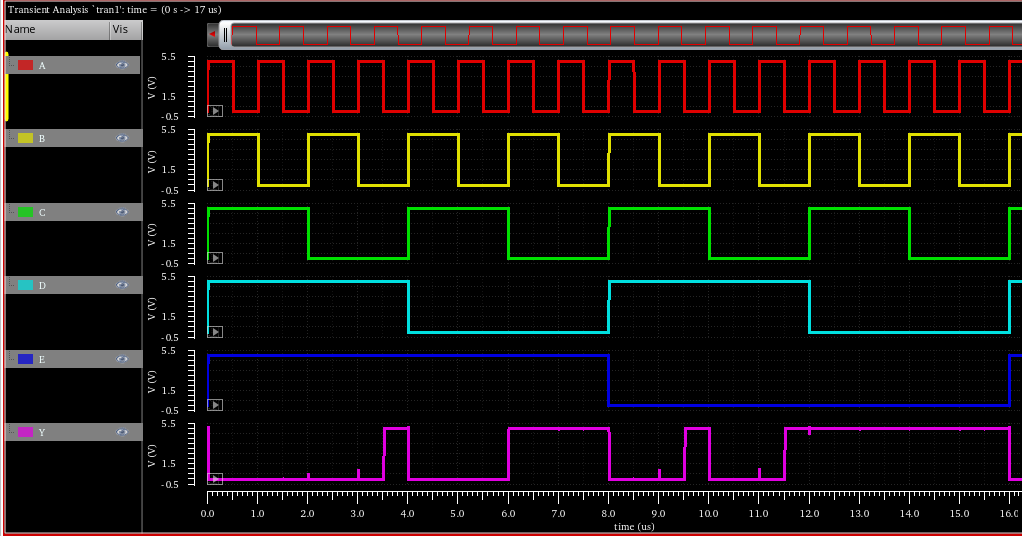 Transient Analysis `tran1': time = (0 s -> 17 us)
Name Vis
A
5.5
V (V)
1.5
-0.5
B
5.5
V (V)
1.5
-0.5
C
5.5
V (V)
1.5
-0.5
D
5.5
V (V)
1.5
-0.5
E
5.5
V (V)
1.5
-0.5
Y
5.5
V (V)
1.5
-0.5
0.0 1.0 2.0 3.0 4.0 5.0 6.0 7.0 8.0 9.0 10.0 11.0 12.0 13.0 14.0 15.0 16.0
time (us)